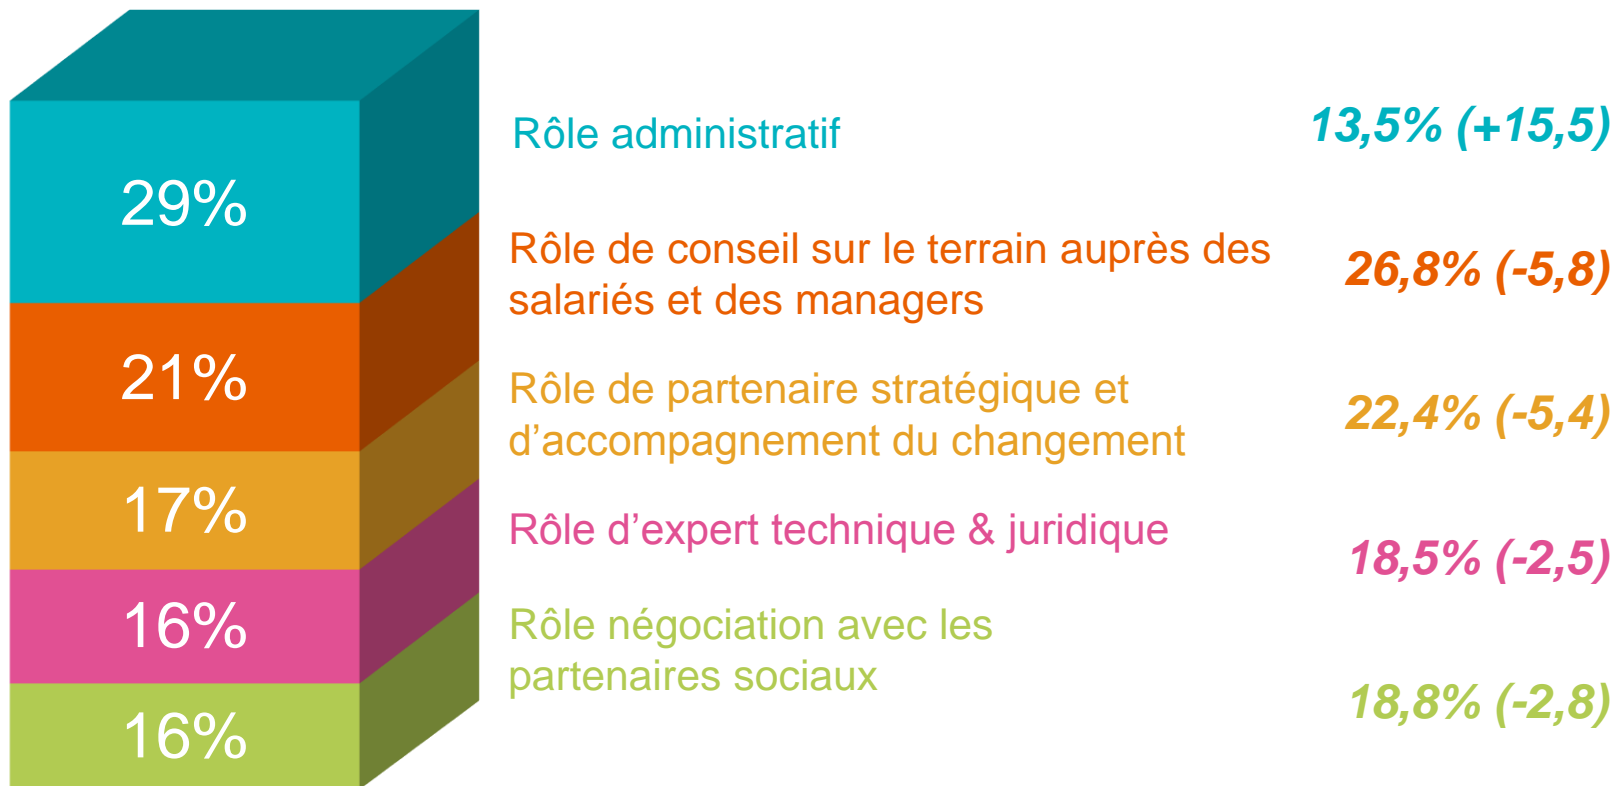 29%
Rôle administratif
13,5% (+15,5)
21%
Rôle de conseil sur le terrain auprès des
salariés et des managers
26,8% (-5,8)
17%
Rôle de partenaire stratégique et
d’accompagnement du changement
22,4% (-5,4)
16%
Rôle d’expert technique & juridique
18,5% (-2,5)
16%
Rôle négociation avec les
partenaires sociaux
18,8% (-2,8)